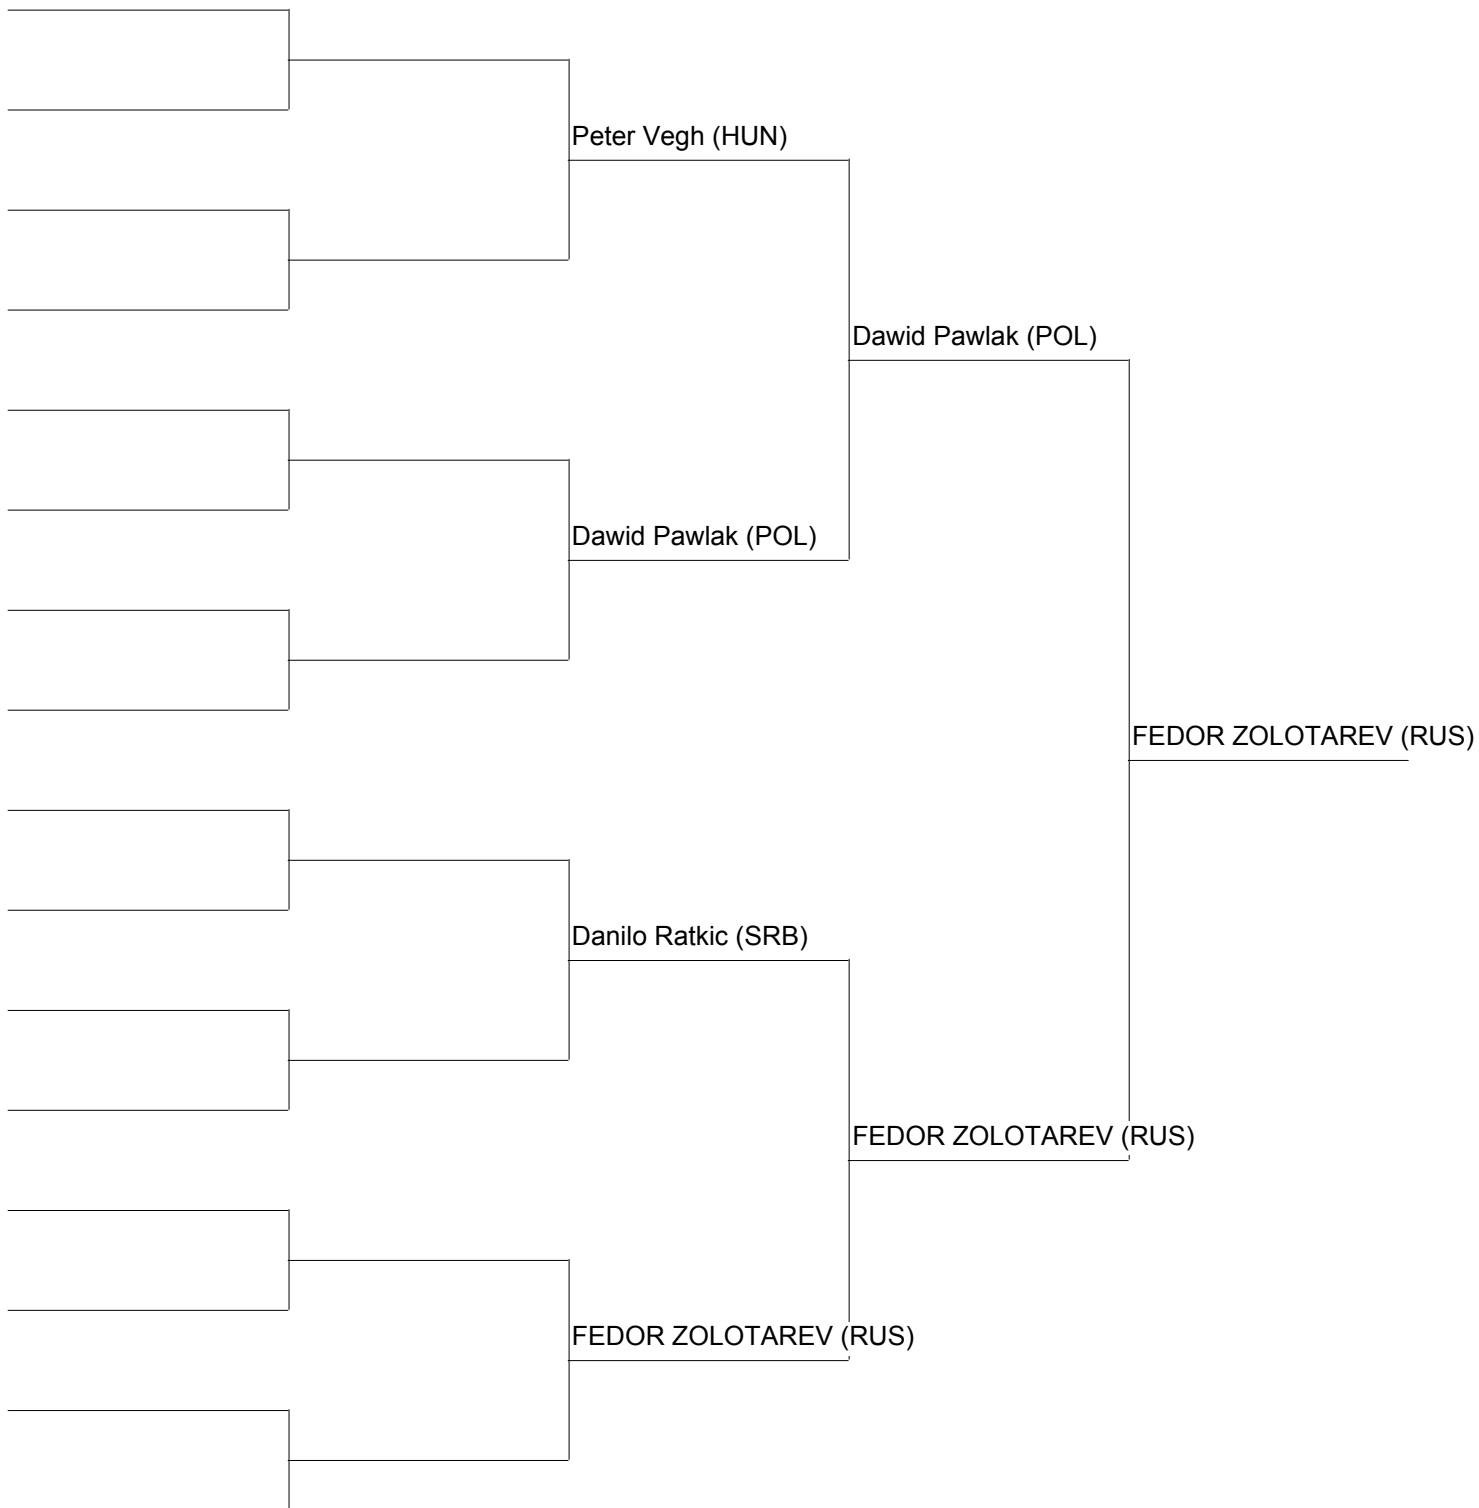 Peter Vegh (HUN)
Dawid Pawlak (POL)
Dawid Pawlak (POL)
FEDOR ZOLOTAREV (RUS)
Danilo Ratkic (SRB)
FEDOR ZOLOTAREV (RUS)
FEDOR ZOLOTAREV (RUS)